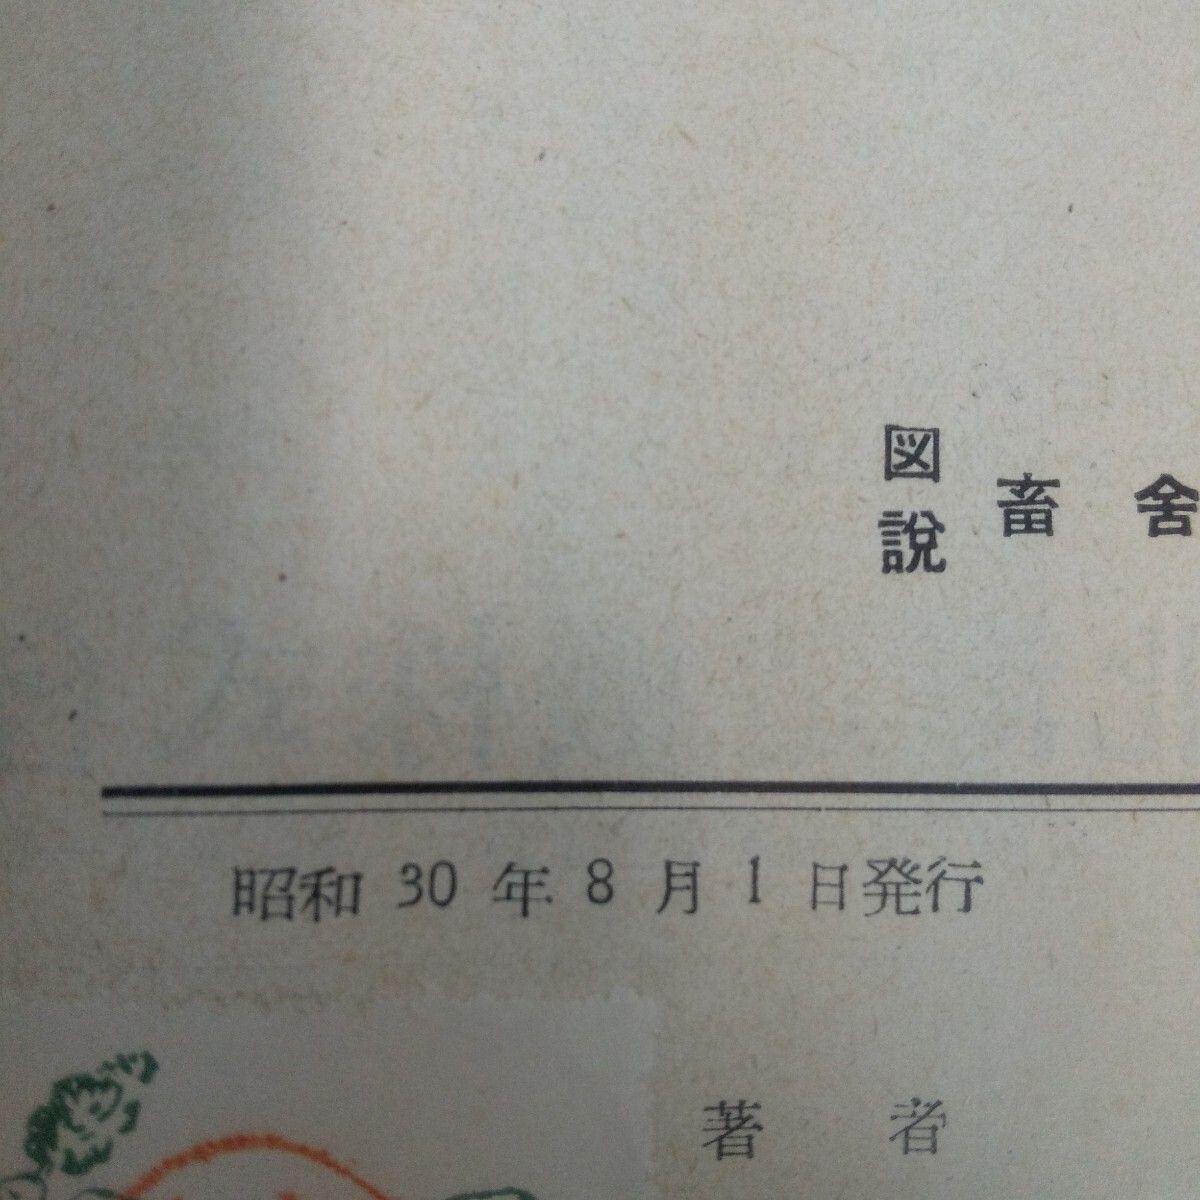 図説 畜舎
昭和 30 年 8 月 1 日発行
著者